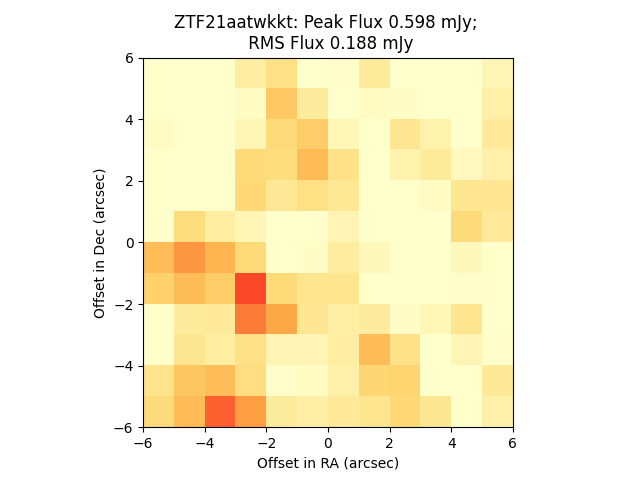 ZTF21aatwkkt: Peak Flux 0.598 mJy;
RMS Flux 0.188 mJy
6
4
2
0
−2
−4
−6
Offset in Dec (arcsec)
−6 −4 −2 0 2 4 6
Offset in RA (arcsec)